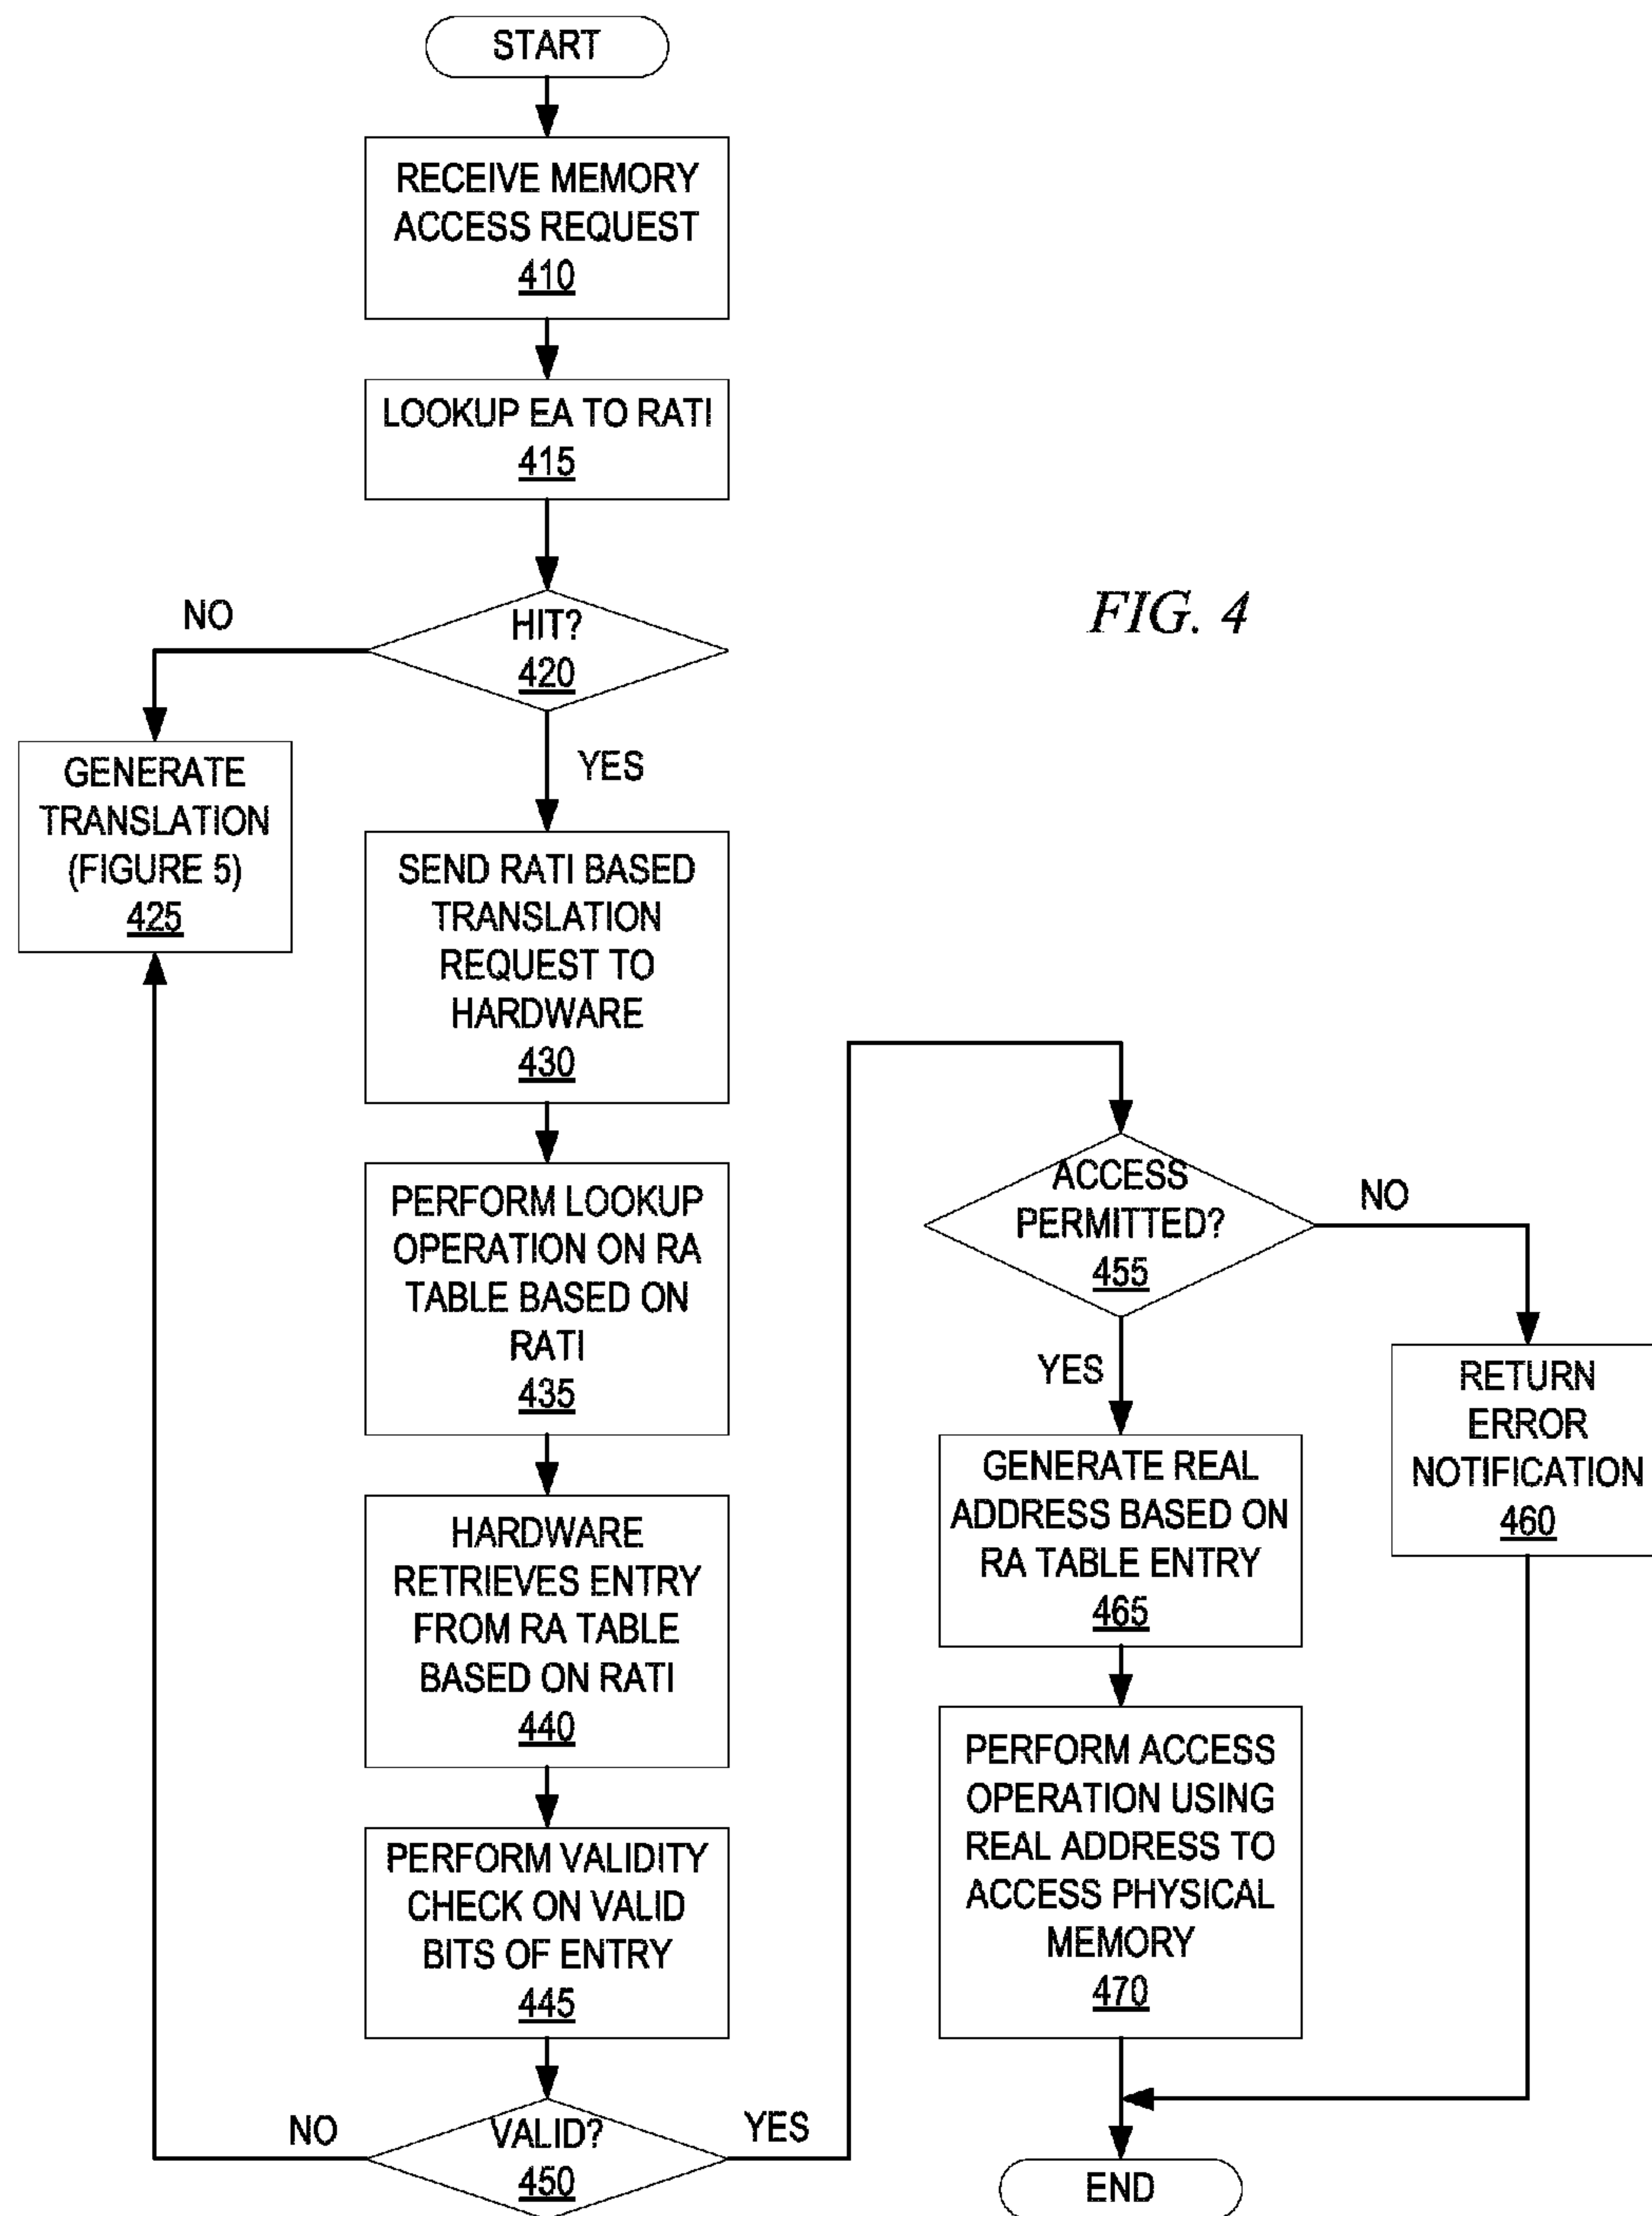 START
RECEIVE MEMORY
ACCESS REQUEST
410
LOOKUP EA TO RATI
415
HIT?
420
NO
YES
GENERATE
TRANSLATION
(FIGURE 5)
425
SEND RATI BASED
TRANSLATION
REQUEST TO
HARDWARE
430
PERFORM LOOKUP
OPERATION ON RA
TABLE BASED ON
RATI
435
HARDWARE
RETRIEVES ENTRY
FROM RA TABLE
BASED ON RATI
440
PERFORM VALIDITY
CHECK ON VALID
BITS OF ENTRY
445
VALID?
450
NO
YES
FIG. 4
ACCESS
PERMITTED?
455
NO
YES
RETURN
ERROR
NOTIFICATION
460
GENERATE REAL
ADDRESS BASED ON
RA TABLE ENTRY
465
PERFORM ACCESS
OPERATION USING
REAL ADDRESS TO
ACCESS PHYSICAL
MEMORY
470
END